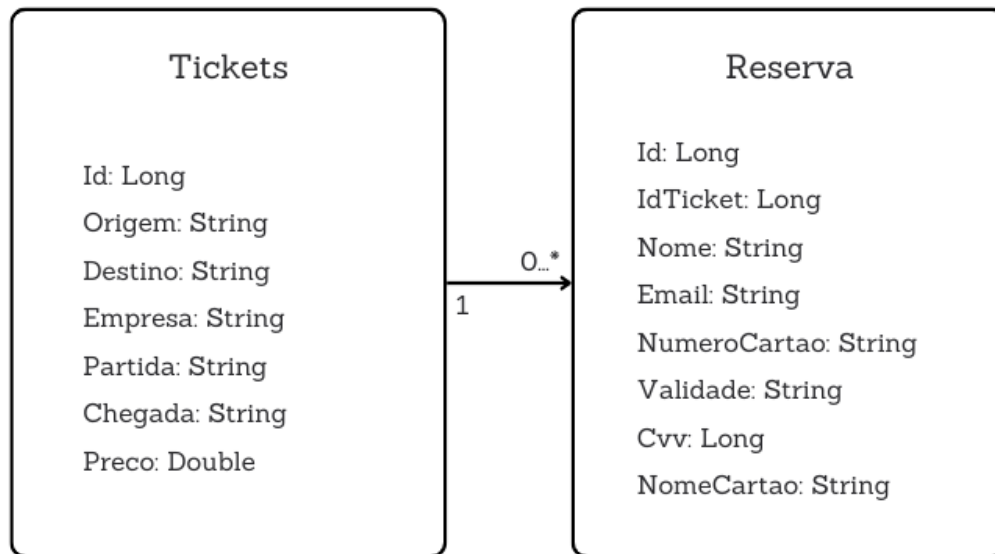 Tickets
Id: Long
Origem: String
Destino: String
Empresa: String
Partida: String
Chegada: String
Preco: Double
0...*
1
Reserva
Id: Long
IdTicket: Long
Nome: String
Email: String
NumeroCartao: String
Validade: String
Cvv: Long
NomeCartao: String